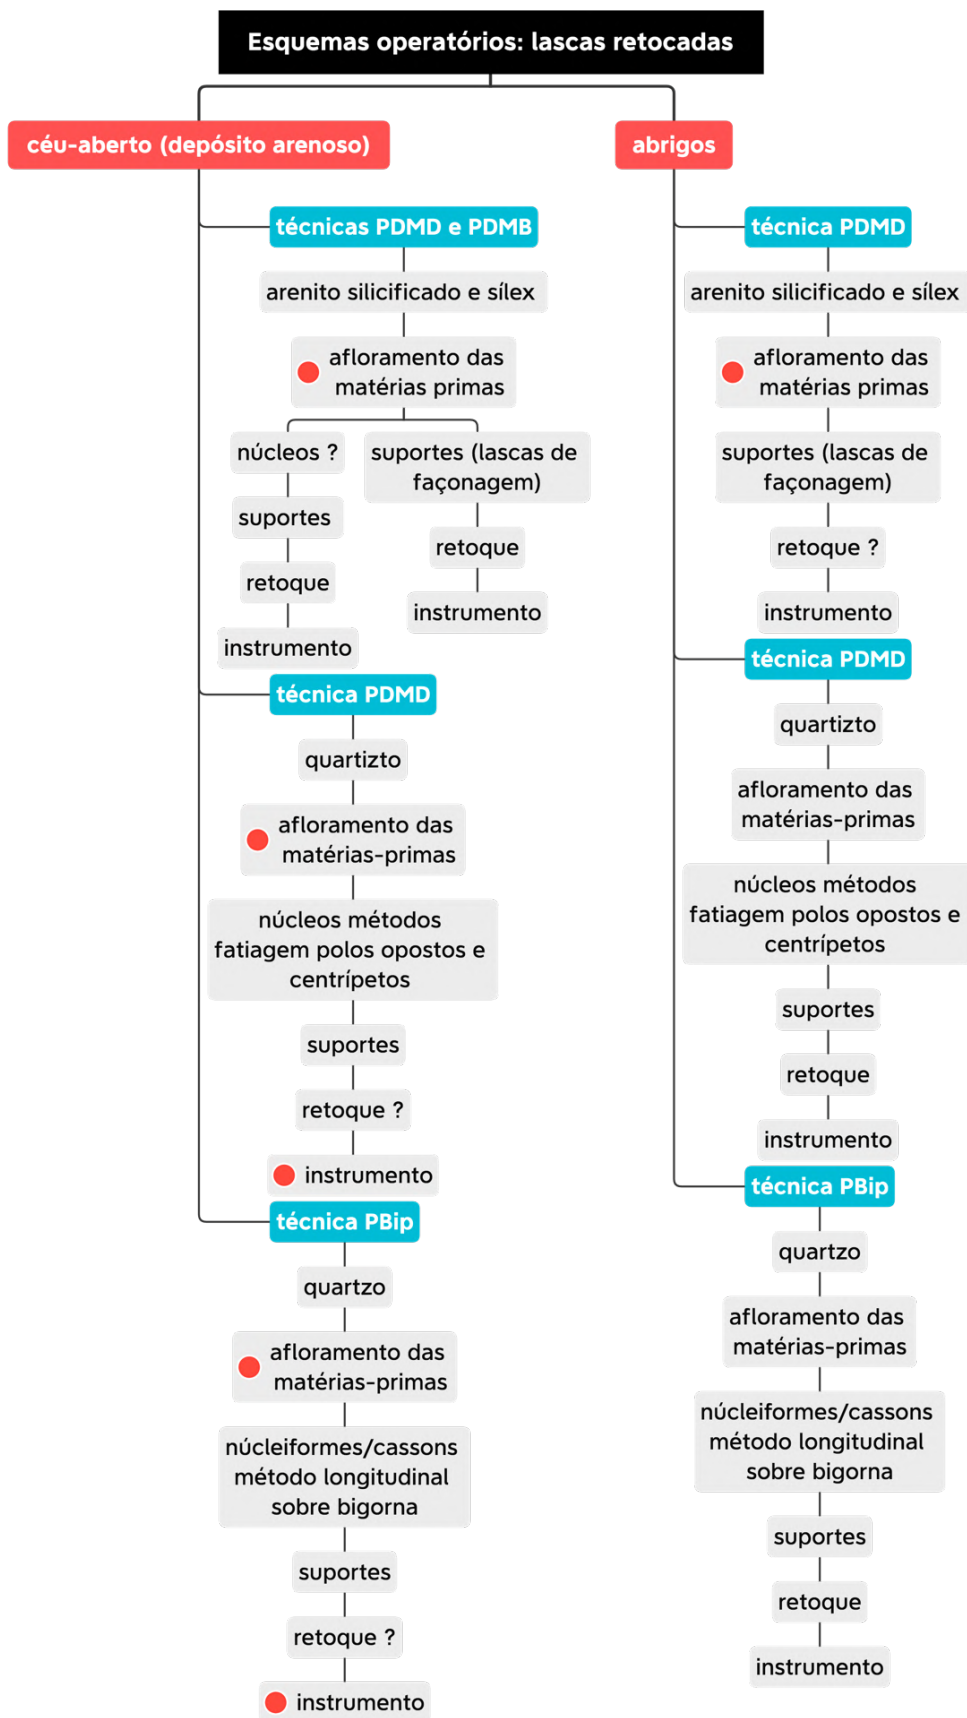 Esquemas operatórios: lascas retocadas
céu-aberto (depósito arenoso)
técnicas PDMD e PDMB
arenito silicificado e sílex
afloramento das
matérias primas
núcleos ?
suportes
retoque
instrumento
suportes (lascas de
façonagem)
retoque
instrumento
técnica PDMD
quartizto
afloramento das
matérias-primas
núcleos métodos
fatiagem polos opostos e
centrípetos
suportes
retoque ?
instrumento
técnica PBip
quartzo
afloramento das
matérias-primas
núcleiformes/cassons
método longitudinal
sobre bigorna
suportes
retoque ?
instrumento
abrigos
técnica PDMD
arenito silicificado e sílex
afloramento das
matérias primas
suportes (lascas de
façonagem)
retoque ?
instrumento
técnica PDMD
quartizto
afloramento das
matérias-primas
núcleos métodos
fatiagem polos opostos e
centrípetos
suportes
retoque
instrumento
técnica PBip
quartzo
afloramento das
matérias-primas
núcleiformes/cassons
método longitudinal
sobre bigorna
suportes
retoque
instrumento